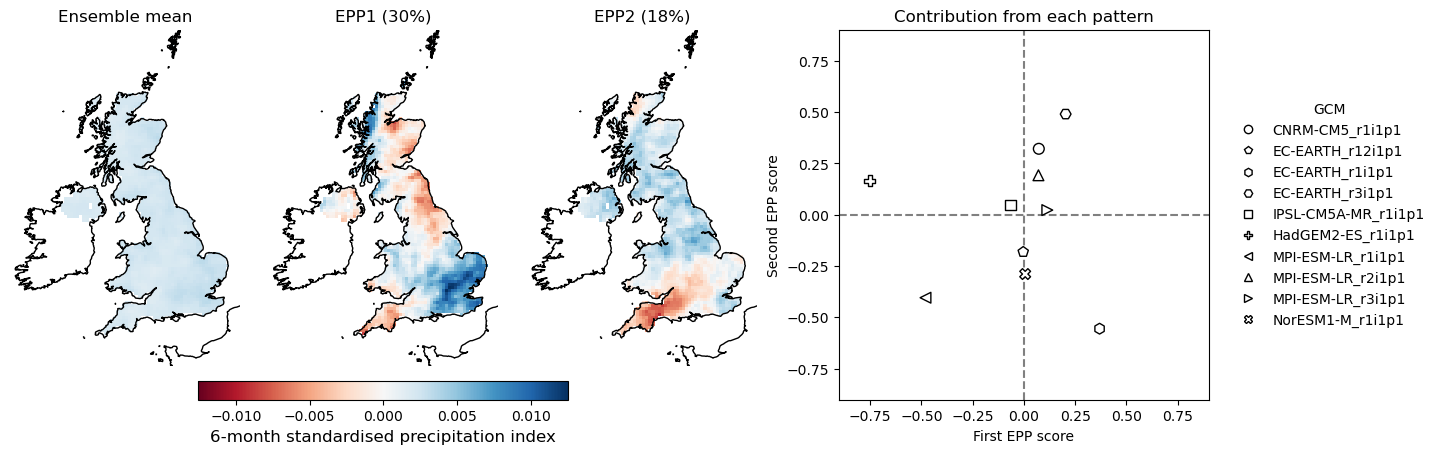 Ensemble mean
EPP1 (30%)
EPP2 (18%)
−0.010 −0.005 0.000 0.005 0.010
6-month standardised precipitation index
Contribution from each pattern
Second EPP score
0.75
0.50
0.25
0.00
−0.25
−0.50
−0.75
−0.75 −0.50 −0.25 0.00 0.25 0.50 0.75
First EPP score
GCM
CNRM-CM5_r1i1p1
EC-EARTH_r12i1p1
EC-EARTH_r1i1p1
EC-EARTH_r3i1p1
IPSL-CM5A-MR_r1i1p1
HadGEM2-ES_r1i1p1
MPI-ESM-LR_r1i1p1
MPI-ESM-LR_r2i1p1
MPI-ESM-LR_r3i1p1
NorESM1-M_r1i1p1